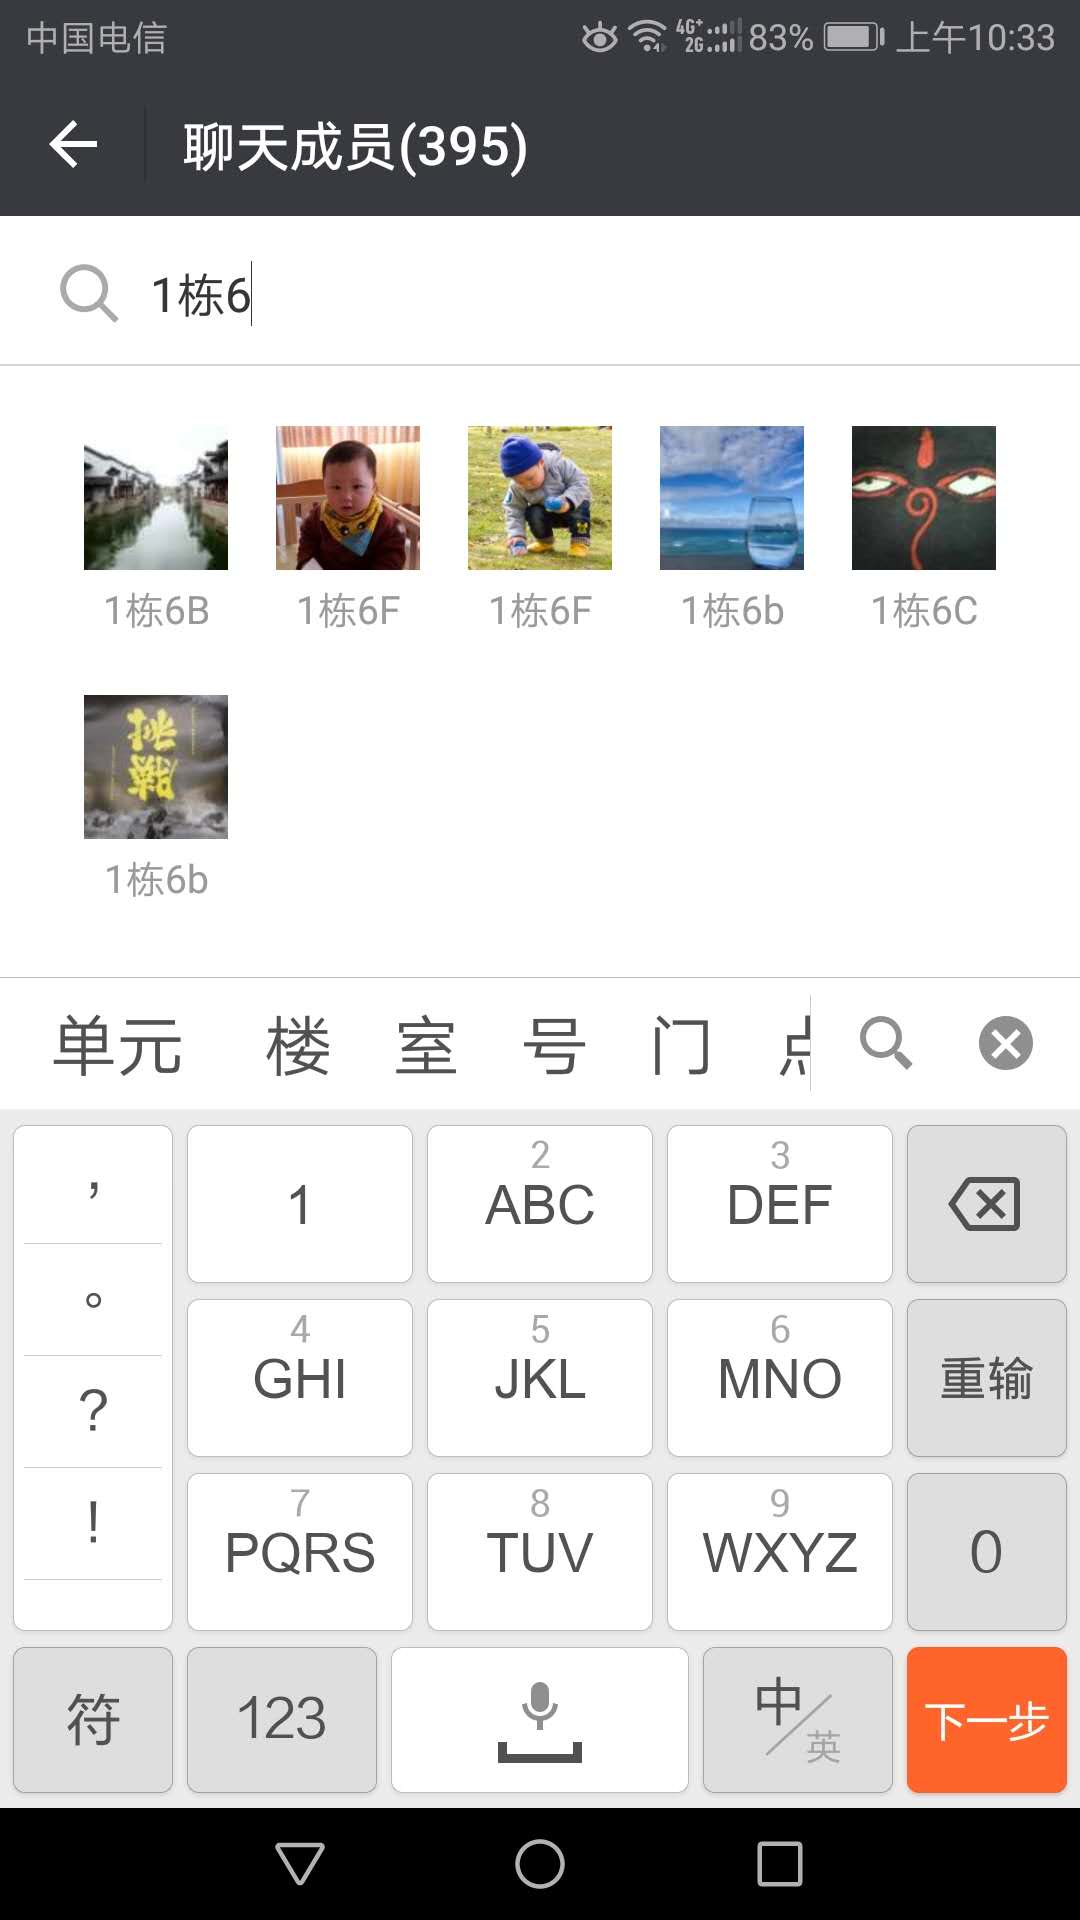 中国电信 4G+ 2G 83% 上午10:33
聊天成员(395)
1栋6
1栋6B 1栋6F 1栋6F 1栋6b 1栋6C
挑戰
1栋6b
单元 楼 室 号 门
, 1 2 ABC 3 DEF
。 4 GHI 5 JKL 6 MNO 重输
?
! 7 PQRS 8 TUV 9 WXYZ 0
符 123 中/英 下一步